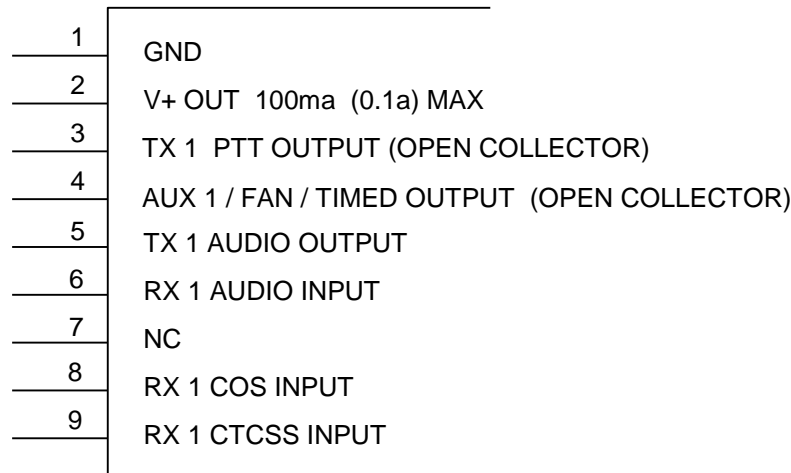 1 GND
2 V+ OUT 100ma (0.1a) MAX
3 TX 1 PTT OUTPUT (OPEN COLLECTOR)
4 AUX 1 / FAN / TIMED OUTPUT (OPEN COLLECTOR)
5 TX 1 AUDIO OUTPUT
6 RX 1 AUDIO INPUT
7 NC
8 RX 1 COS INPUT
9 RX 1 CTCSS INPUT